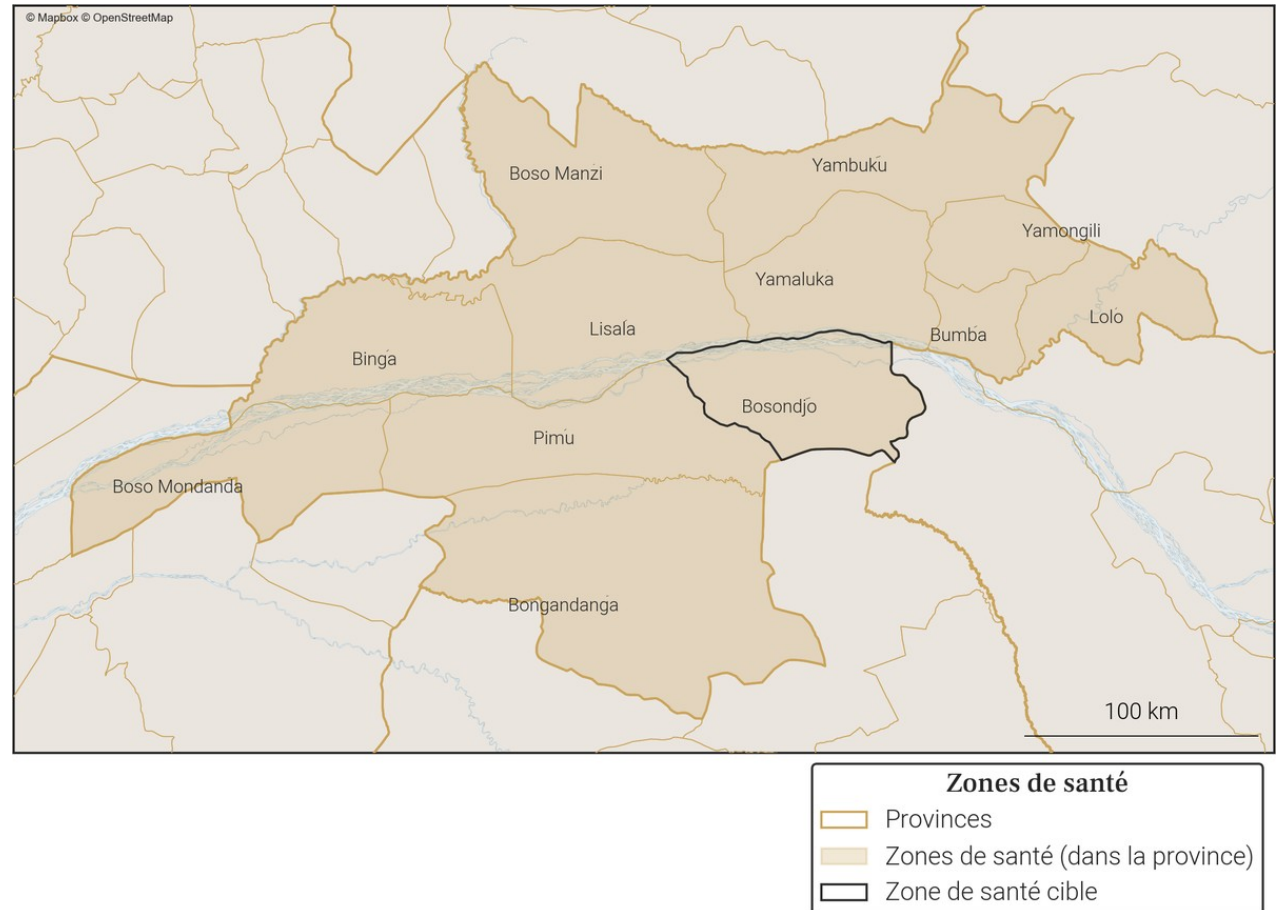 © Mapbox © OpenStreetMap
Boso Manzi
Yambuku
Yamongili
Yamaluka
Lolo
Lisala
Bumba
Binga
Bosondjo
Pimu
Boso Mondanda
Bongandanga
100 km
Zones de santé
Provinces
Zones de santé (dans la province)
Zone de santé cible